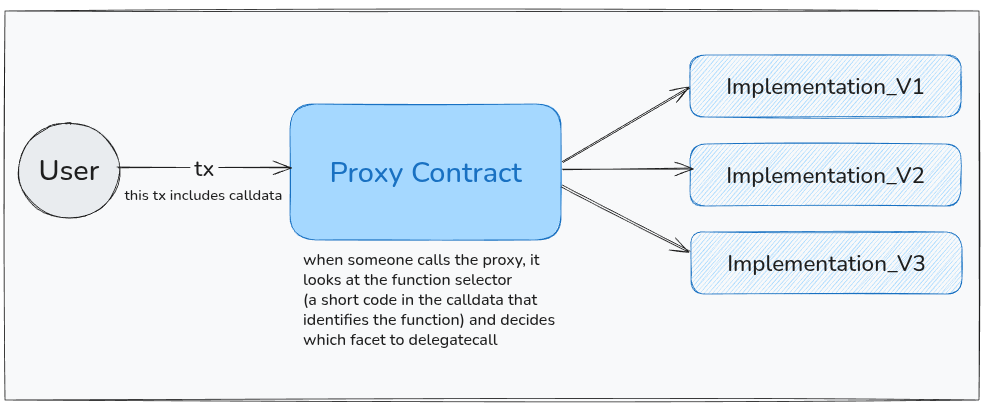 User
tx
this tx includes calldata
Proxy Contract
when someone calls the proxy, it
looks at the function selector
(a short code in the calldata that
identifies the function) and decides
which facet to delegatecall
Implementation_V1
Implementation_V2
Implementation_V3